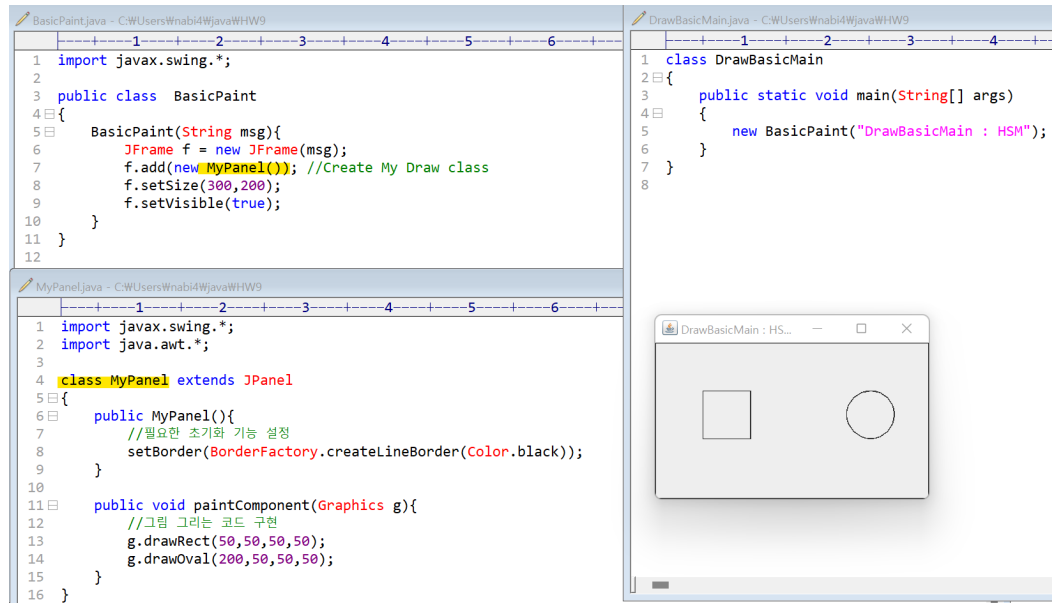 BasicPaint.java - C:₩Users₩nabi4₩java₩HW9
----+----1----+----2----+----3----+----4----+----5----+----6----+---
1 import javax.swing.*;
2
3 public class  BasicPaint
4 {
5     BasicPaint(String msg){
6         JFrame f = new JFrame(msg);
7         f.add(new MyPanel()); //Create My Draw class
8         f.setSize(300,200);
9         f.setVisible(true);
10     }
11 }
12
MyPanel.java - C:₩Users₩nabi4₩java₩HW9
----+----1----+----2----+----3----+----4----+----5----+----6----+---
1 import javax.swing.*;
2 import java.awt.*;
3
4 class MyPanel extends JPanel
5 {
6     public MyPanel(){
7         //필요한 초기화 기능 설정
8         setBorder(BorderFactory.createLineBorder(Color.black));
9     }
10
11     public void paintComponent(Graphics g){
12         //그림 그리는 코드 구현
13         g.drawRect(50,50,50,50);
14         g.drawOval(200,50,50,50);
15     }
16 }
DrawBasicMain.java - C:₩Users₩nabi4₩java₩HW9
----+----1----+----2----+----3----+----4----+--
1 class DrawBasicMain
2 {
3     public static void main(String[] args)
4     {
5         new BasicPaint("DrawBasicMain : HSM");
6     }
7 }
8
DrawBasicMain : HS...